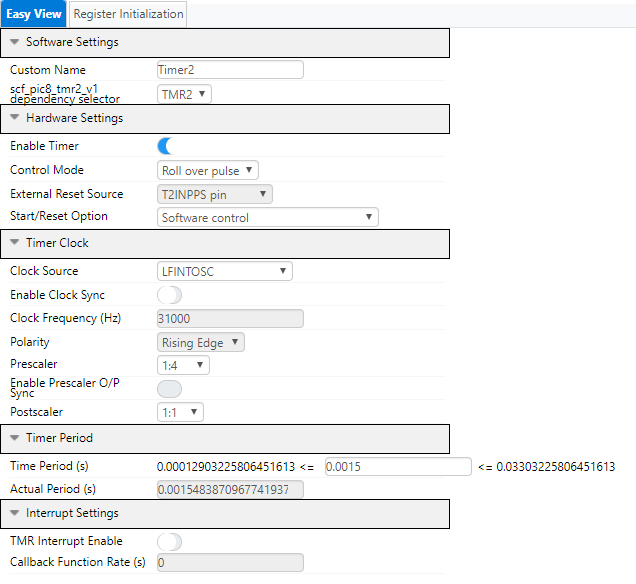 Easy View Register Initialization
Software Settings
Custom Name Timer2
scf_pic8_tmr2_v1
dependency selector TMR2
Hardware Settings
Enable Timer
Control Mode Roll over pulse
External Reset Source T2INPPS pin
Start/Reset Option Software control
Timer Clock
Clock Source LFINTOSC
Enable Clock Sync
Clock Frequency (Hz) 31000
Polarity Rising Edge
Prescaler 1:4
Enable Prescaler O/P
Sync
Postscaler 1:1
Timer Period
Time Period (s) 0.00012903225806451613 <= 0.0015 <= 0.03303225806451613
Actual Period (s) 0.0015483870967741937
Interrupt Settings
TMR Interrupt Enable
Callback Function Rate (s) 0